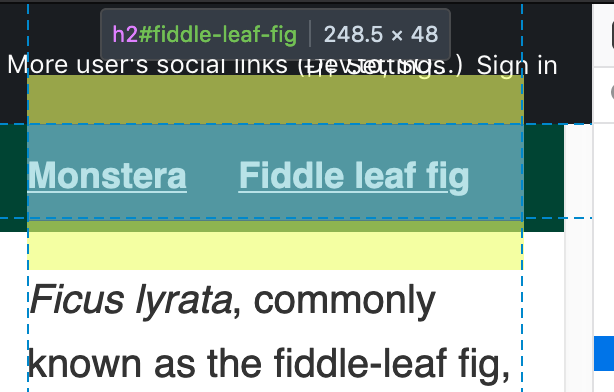 h2#fiddle-leaf-fig 248.5 × 48
More user's social links ( Settings .) Sign in
Monstera Fiddle leaf fig
Ficus lyrata, commonly
known as the fiddle-leaf fig,